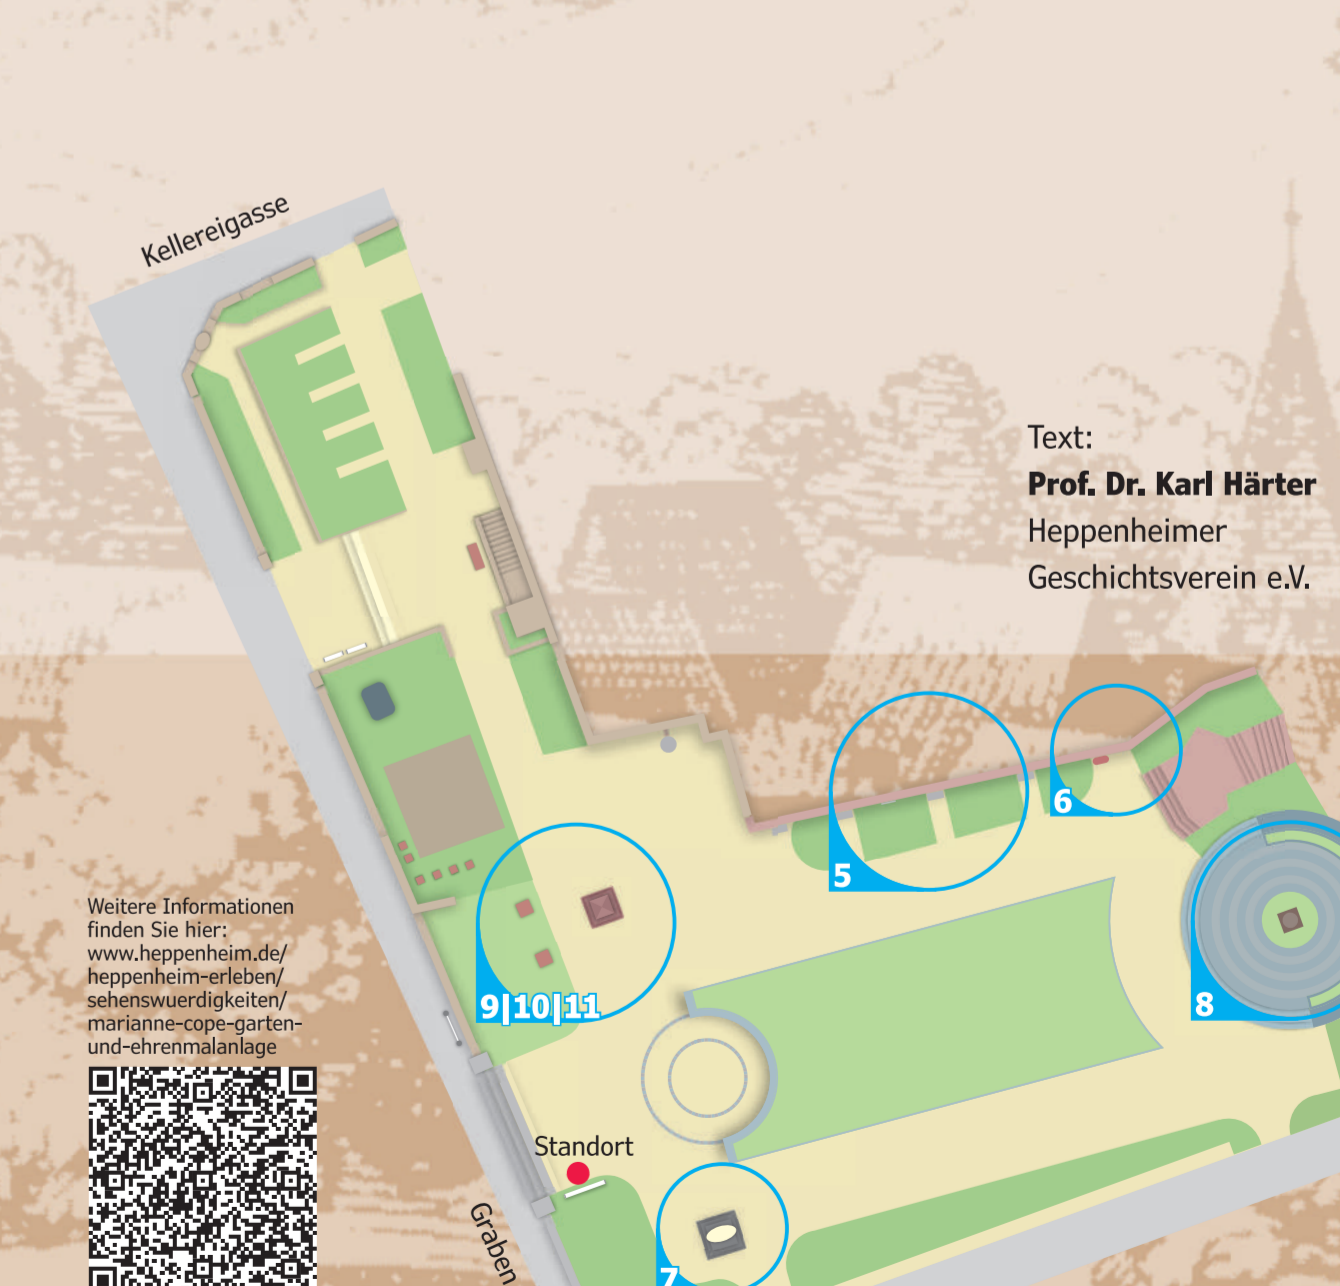 Kellereigasse
Text:
Prof. Dr. Karl Härter
Heppenheimer
Geschichtsverein e.V.
5
6
8
9|10|11
Weitere Informationen
finden Sie hier:
www.heppenheim.de/
heppenheim-erleben/
sehenswuerdigkeiten/
marianne-cope-garten-
und-ehrenmalanlage
Standort
Graben
7